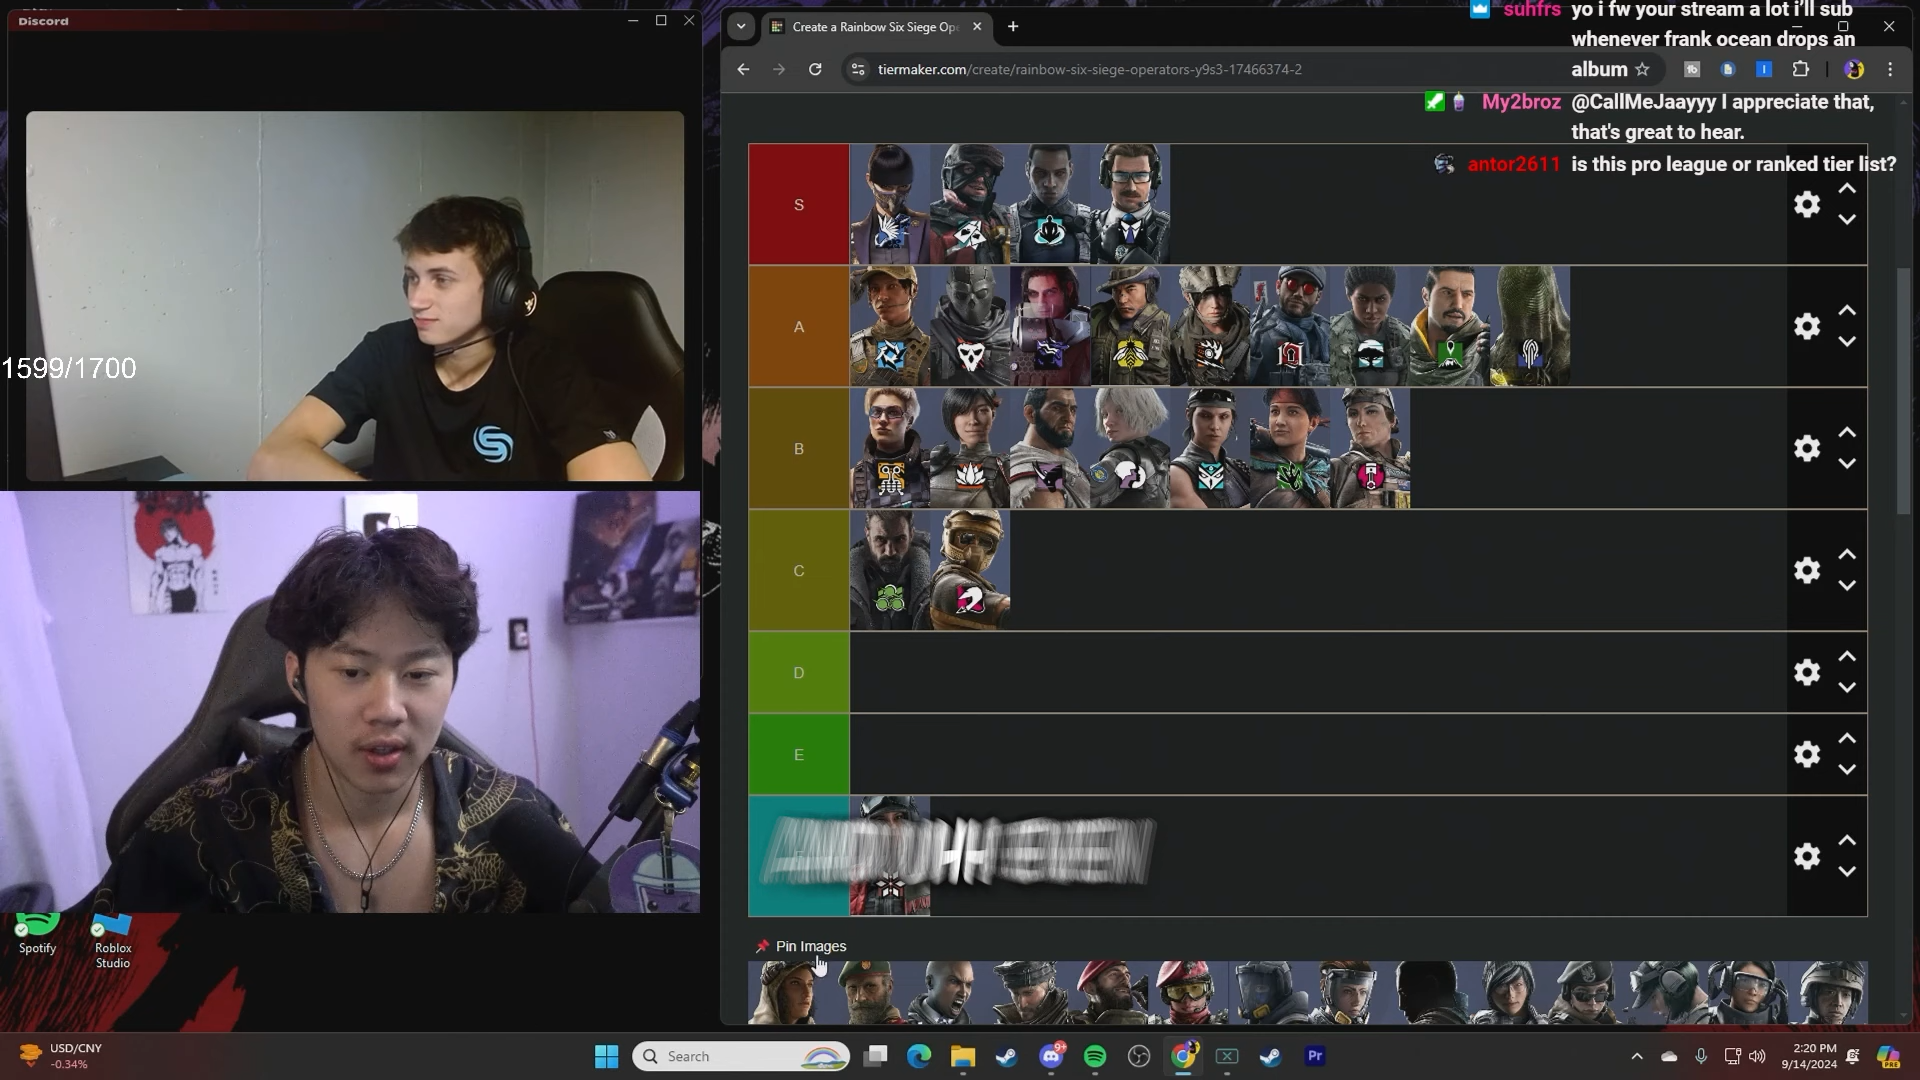 Discord
1599/1700
Spotify
Roblox
Studio
Create a Rainbow Six Siege Op
tiermaker.com/create/rainbow-six-siege-operators-y9s3-17466374-2
suhfrs yo i fw your stream a lot i'll sub
whenever frank ocean drops an
album
My2broz @CallMeJaayyy I appreciate that,
that's great to hear.
antor2611 is this pro league or ranked tier list?
S
A
B
C
D
E
Pin Images
USD/CNY
-0.34%
Search
9+
Pr
2:20 PM
9/14/2024
PRE